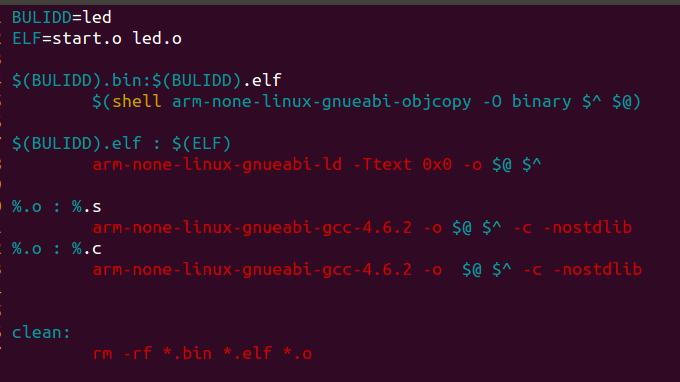 BULIDD=led
ELF=start.o led.o
$(BULIDD).bin:$(BULIDD).elf
$(shell arm-none-linux-gnueabi-objcopy -O binary $^ $@)
$(BULIDD).elf : $(ELF)
arm-none-linux-gnueabi-ld -Ttext 0x0 -o $@ $^
%.o : %.s
arm-none-linux-gnueabi-gcc-4.6.2 -o $@ $^ -c -nostdlib
%.o : %.c
arm-none-linux-gnueabi-gcc-4.6.2 -o  $@ $^ -c -nostdlib
clean:
rm -rf *.bin *.elf *.o